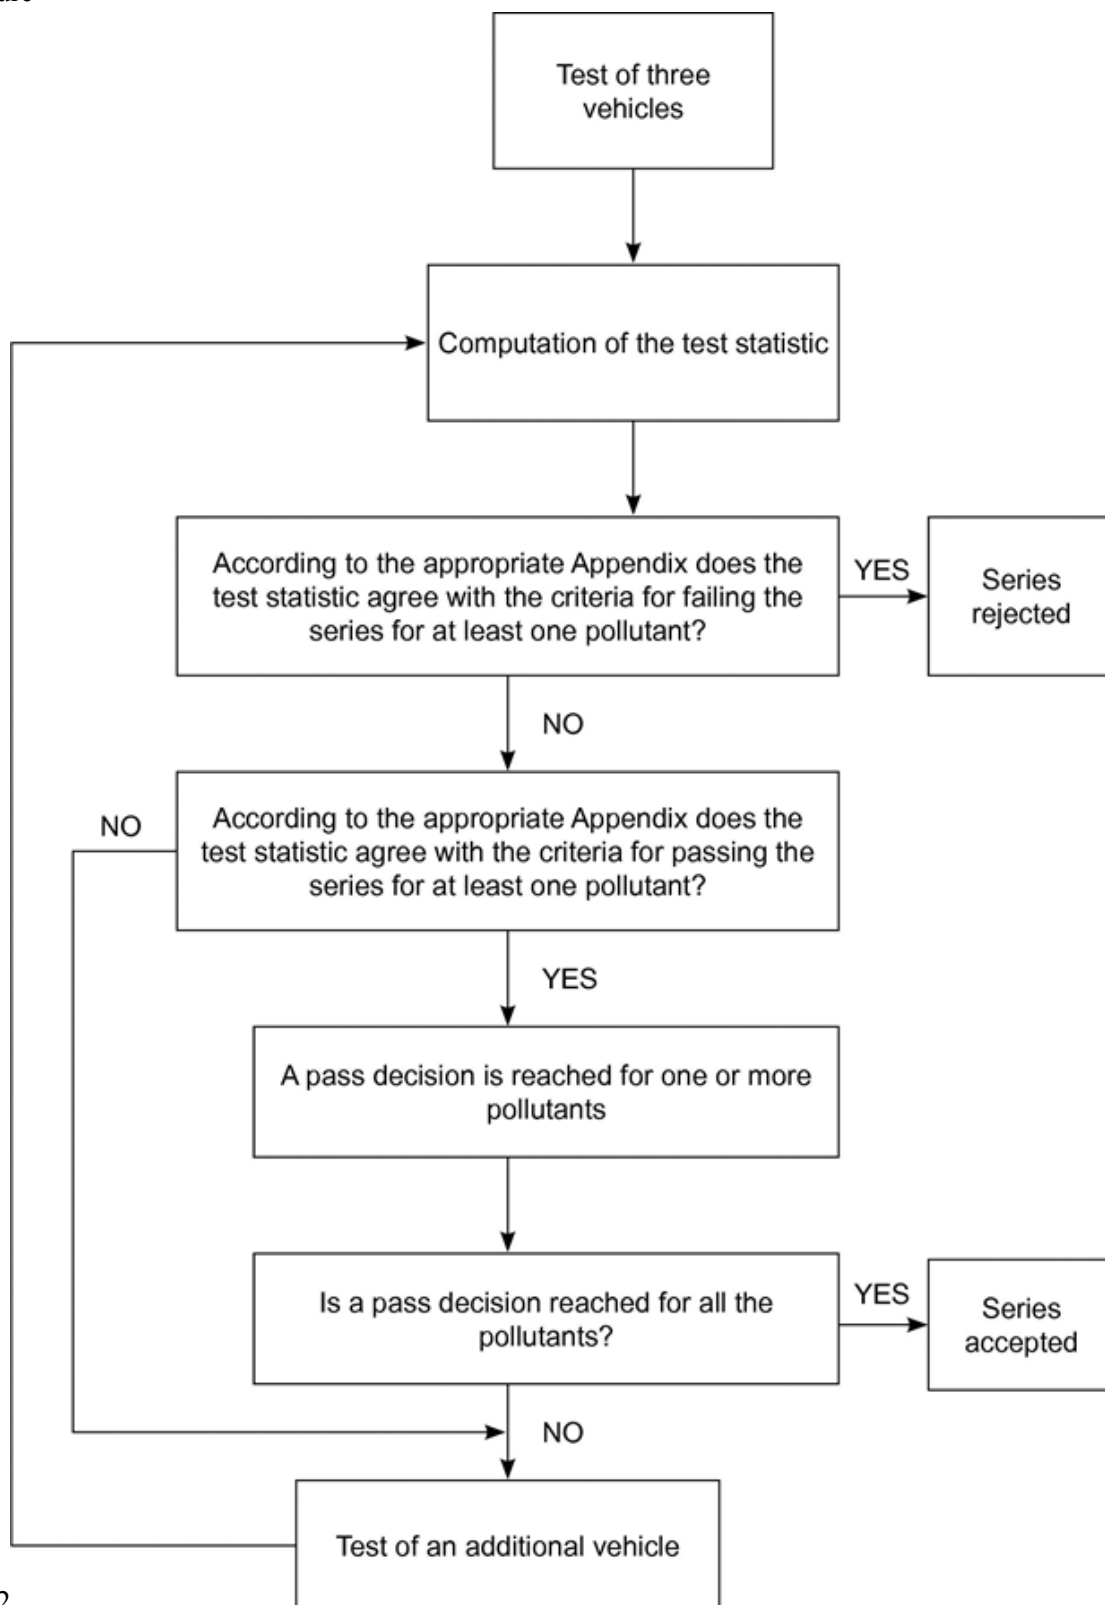 Test of three
vehicles
Computation of the test statistic
According to the appropriate Appendix does the
test statistic agree with the criteria for failing the
series for at least one pollutant?
YES
Series
rejected
NO
According to the appropriate Appendix does the
test statistic agree with the criteria for passing the
series for at least one pollutant?
NO
YES
A pass decision is reached for one or more
pollutants
Is a pass decision reached for all the
pollutants?
YES
Series
accepted
NO
Test of an additional vehicle